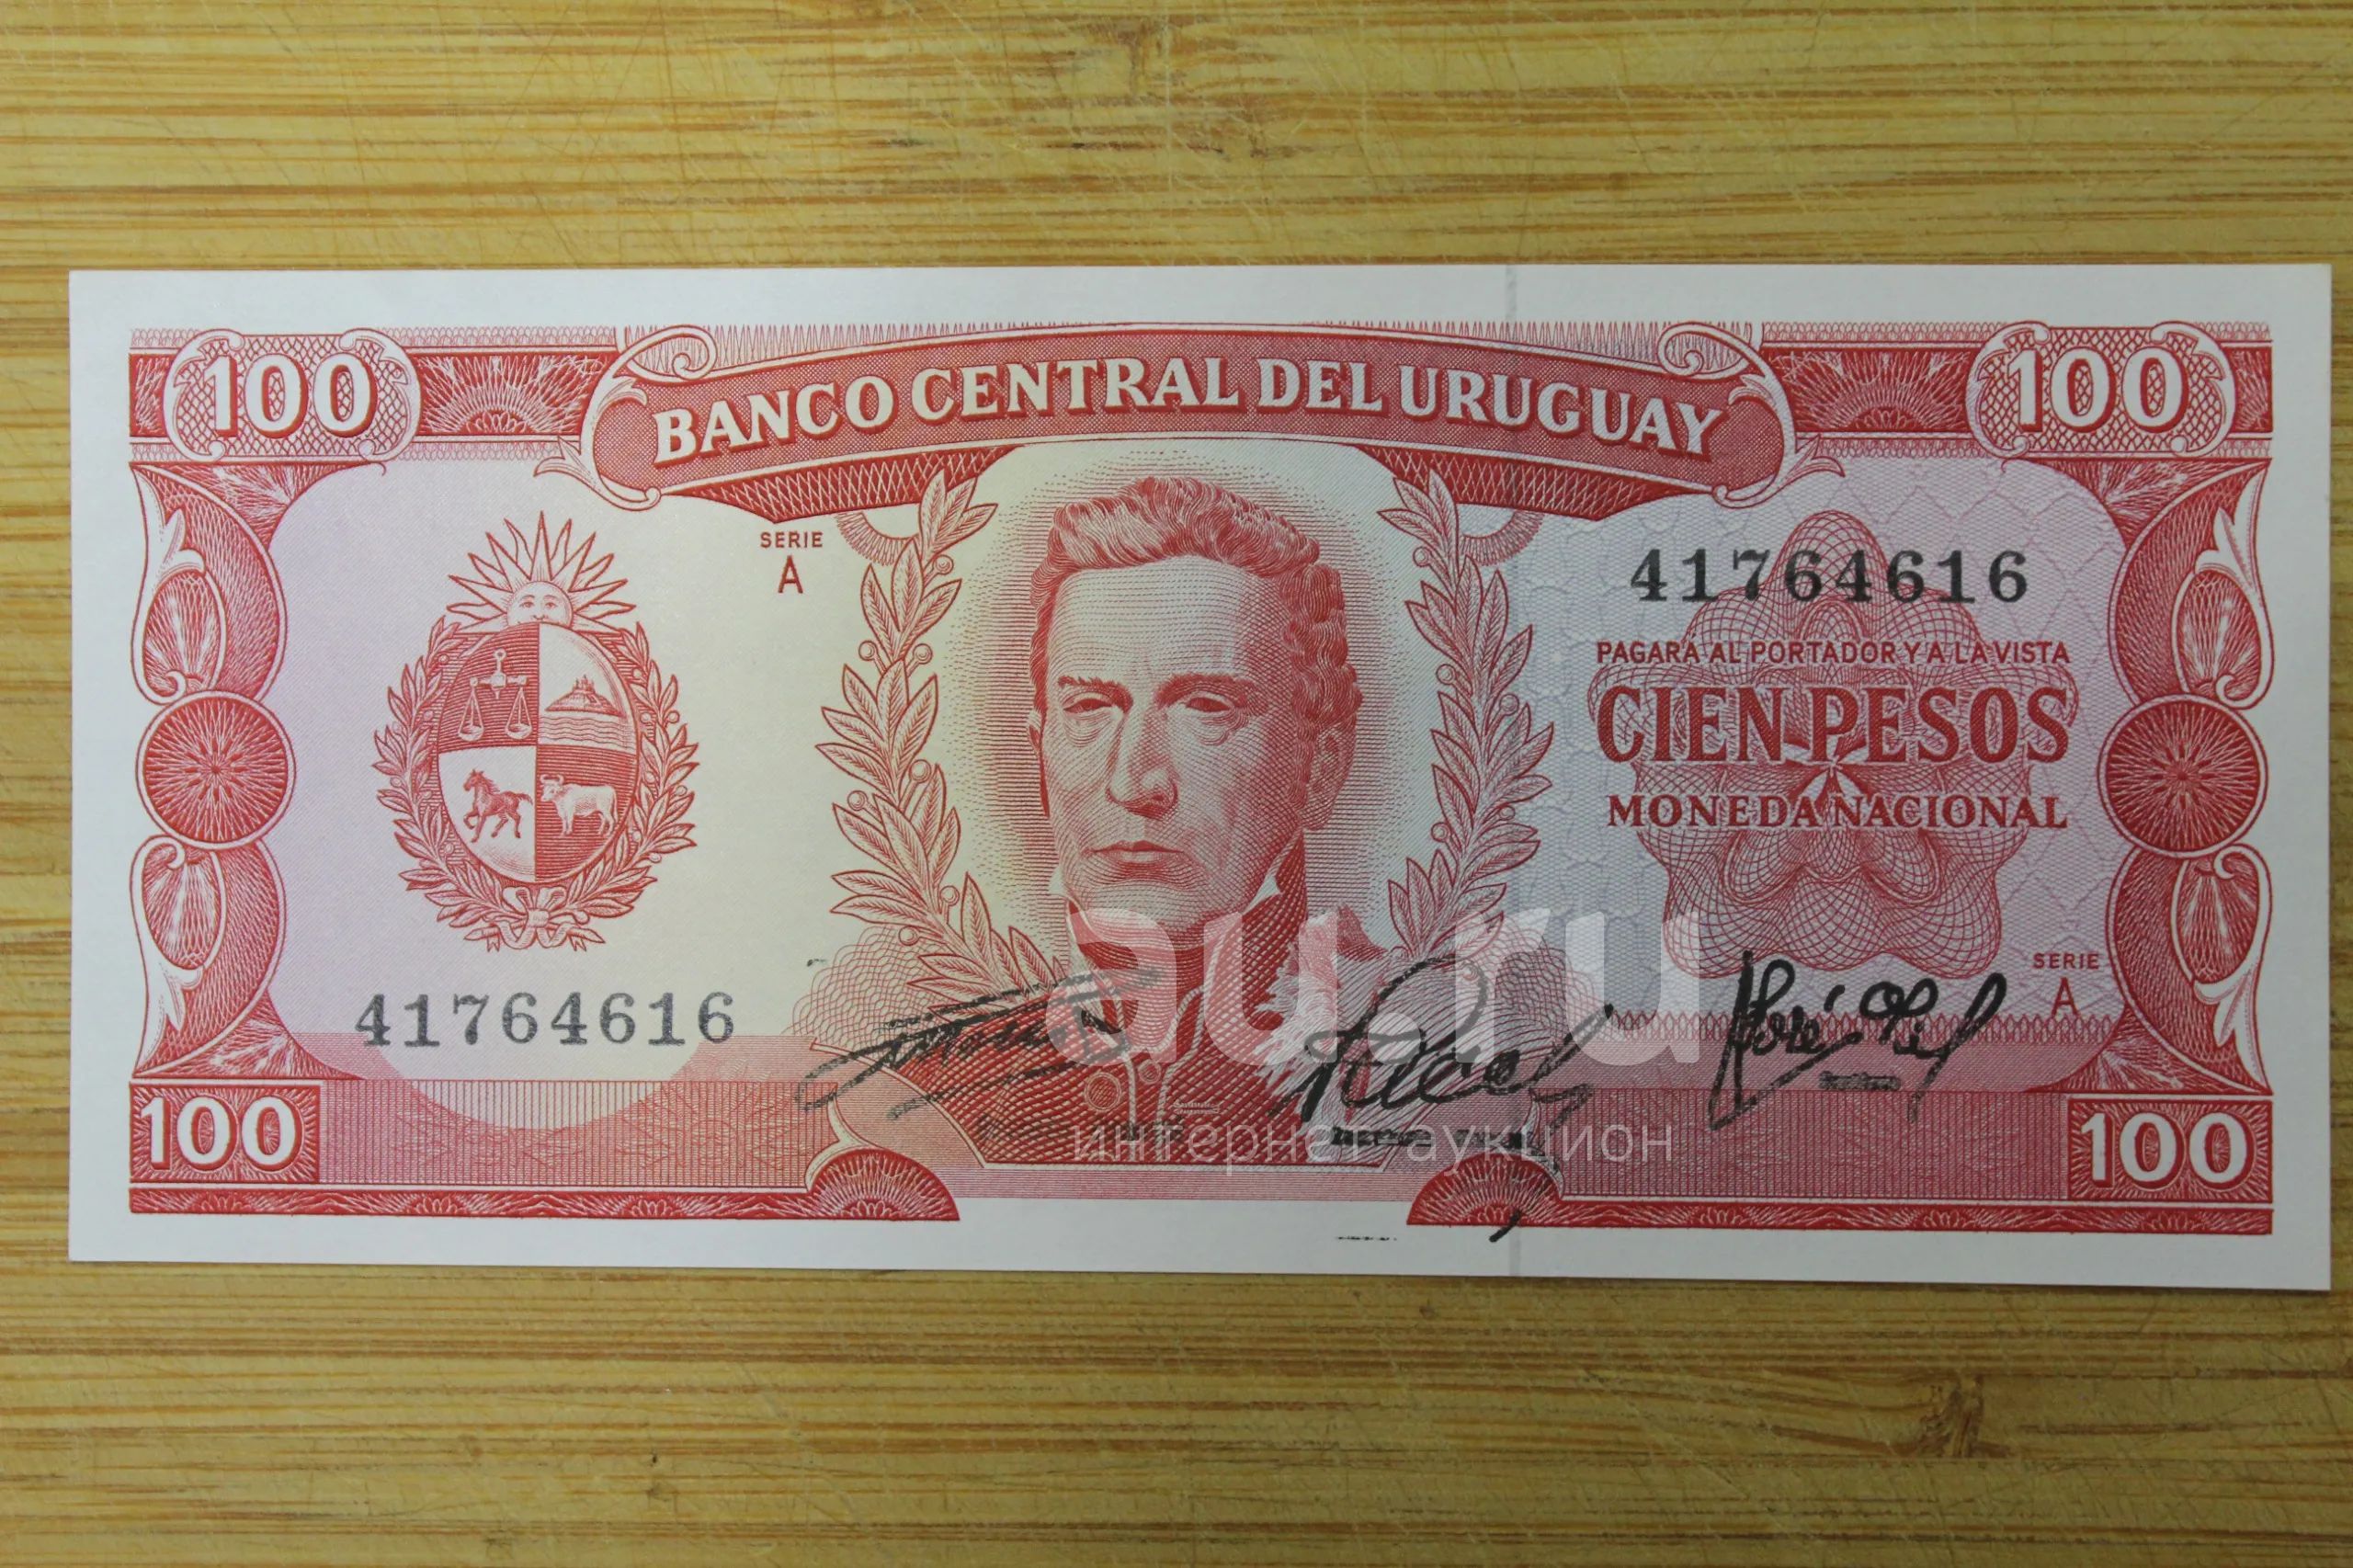 100
BANCO CENTRAL DEL URUGUAY
100
SERIE
A
41764616
PAGARÁ AL PORTADOR Y A LA VISTA
CIEN PESOS
MONEDA NACIONAL
SERIE
A
41764616
100
100
au.ru
интернет-аукцион